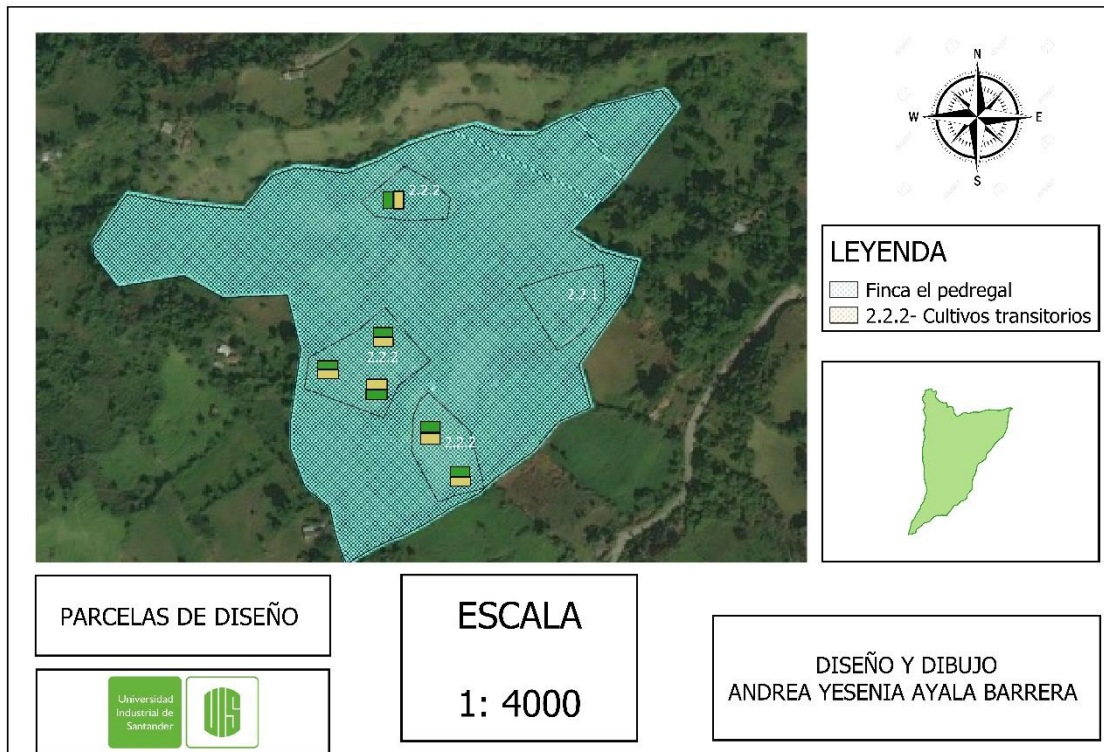 2.2.2
2.2.1
2.2.2
2.2.2
N
W
E
S
LEYENDA
Finca el pedregal
2.2.2- Cultivos transitorios
PARCELAS DE DISEÑO
Universidad
Industrial de
Santander
UIS
ESCALA
1: 4000
DISEÑO Y DIBUJO
ANDREA YESENIA AYALA BARRERA